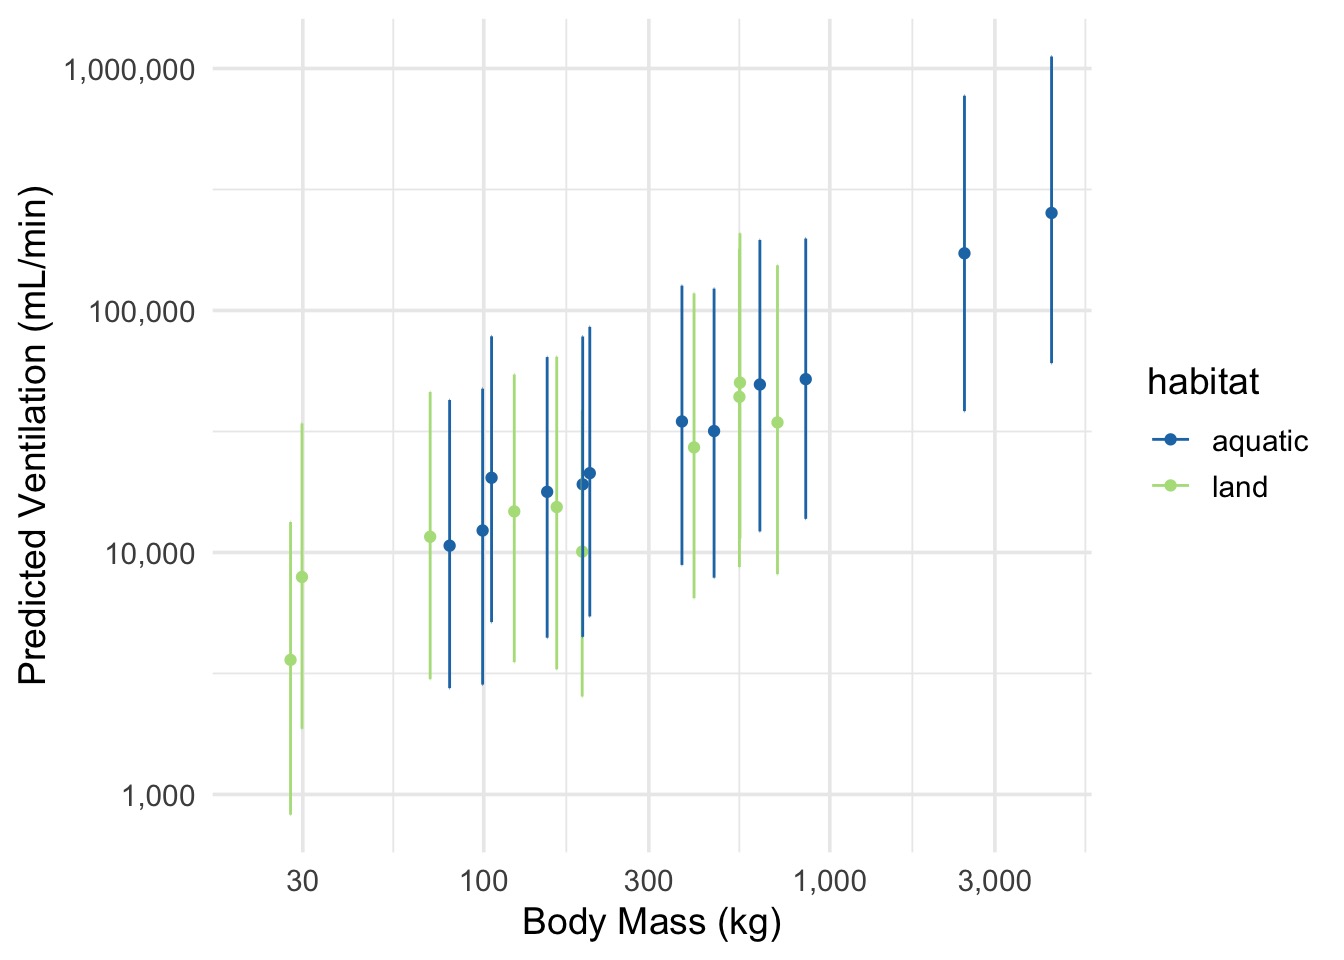 1,000,000
100,000
10,000
1,000
Predicted Ventilation (mL/min)
30 100 300 1,000 3,000
Body Mass (kg)
habitat
aquatic
land